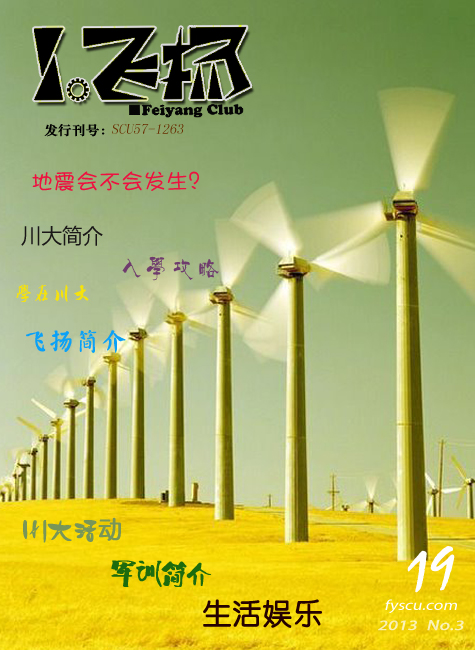 I.飞扬
Feiyang Club
发行刊号：SCU57-1263
地震会不会发生？
川大简介
入學攻略
學在川大
飞扬简介
川大活动
军训简介
生活娱乐
19
fyscu.com
2013 No.3